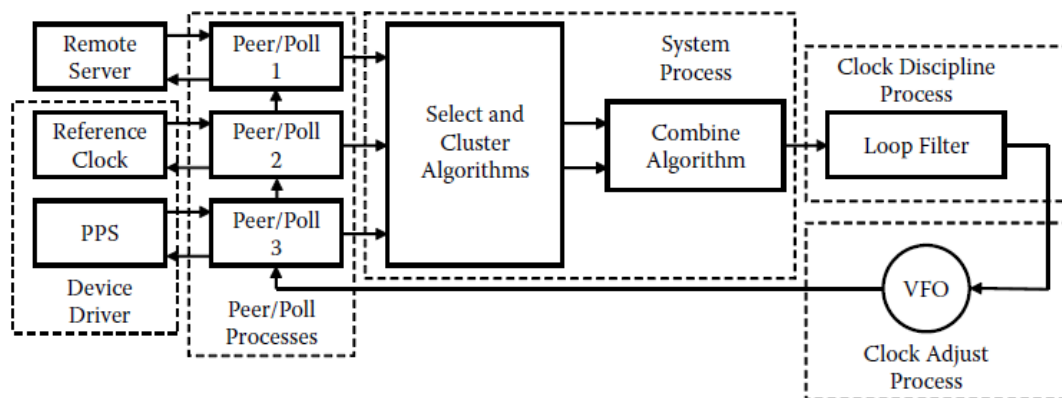 Remote
Server
Peer/Poll
1
System
Process
Clock Discipline
Process
Reference
Clock
Peer/Poll
2
Select and
Cluster
Algorithms
Combine
Algorithm
Loop Filter
PPS
Peer/Poll
3
Device
Driver
Peer/Poll
Processes
VFO
Clock Adjust
Process